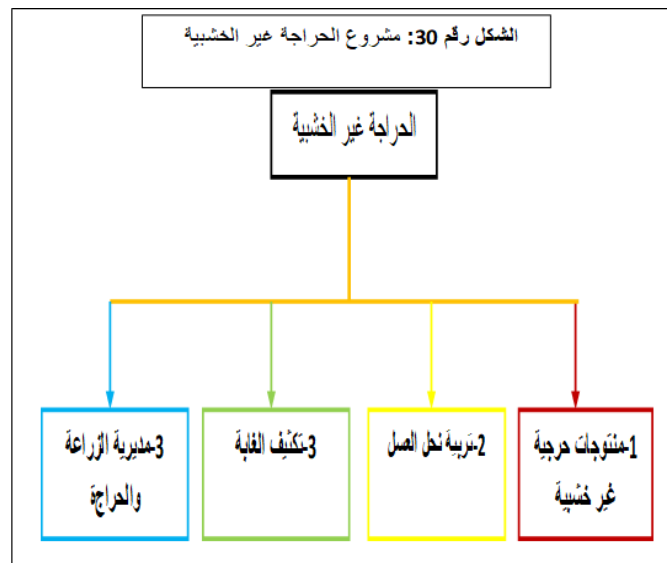 الشكل رقم 30: مشروع الحراجة غير الخشبية
الحراجة غير الخشبية
1-منتوجات حرجية
غير خشبية
2-تربية نحل الصل
3-تكثيف الغابة
3-مديرية الزراعة
والحراجة